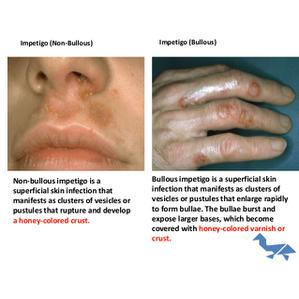 Impetigo (Non-Bullous)
Impetigo (Bullous)
Non-bullous impetigo is a
superficial skin infection that
manifests as clusters of vesicles or
pustules that rupture and develop
a honey-colored crust.
Bullous impetigo is a superficial skin
infection that manifests as clusters of
vesicles or pustules that enlarge rapidly
to form bullae. The bullae burst and
expose larger bases, which become
covered with honey-colored varnish or
crust.